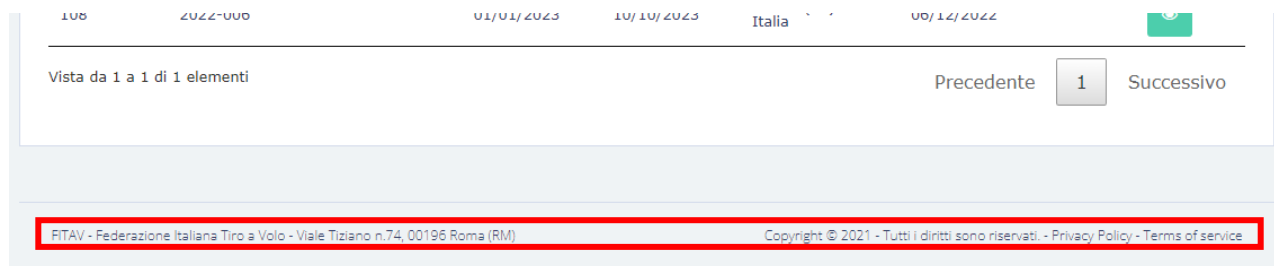 108 2022-006 01/01/2023 10/10/2023 Italia 06/12/2022
Vista da 1 a 1 di 1 elementi Precedente 1 Successivo
FITAV - Federazione Italiana Tiro a Volo - Viale Tiziano n.74, 00196 Roma (RM) Copyright © 2021 - Tutti i diritti sono riservati. - Privacy Policy - Terms of service